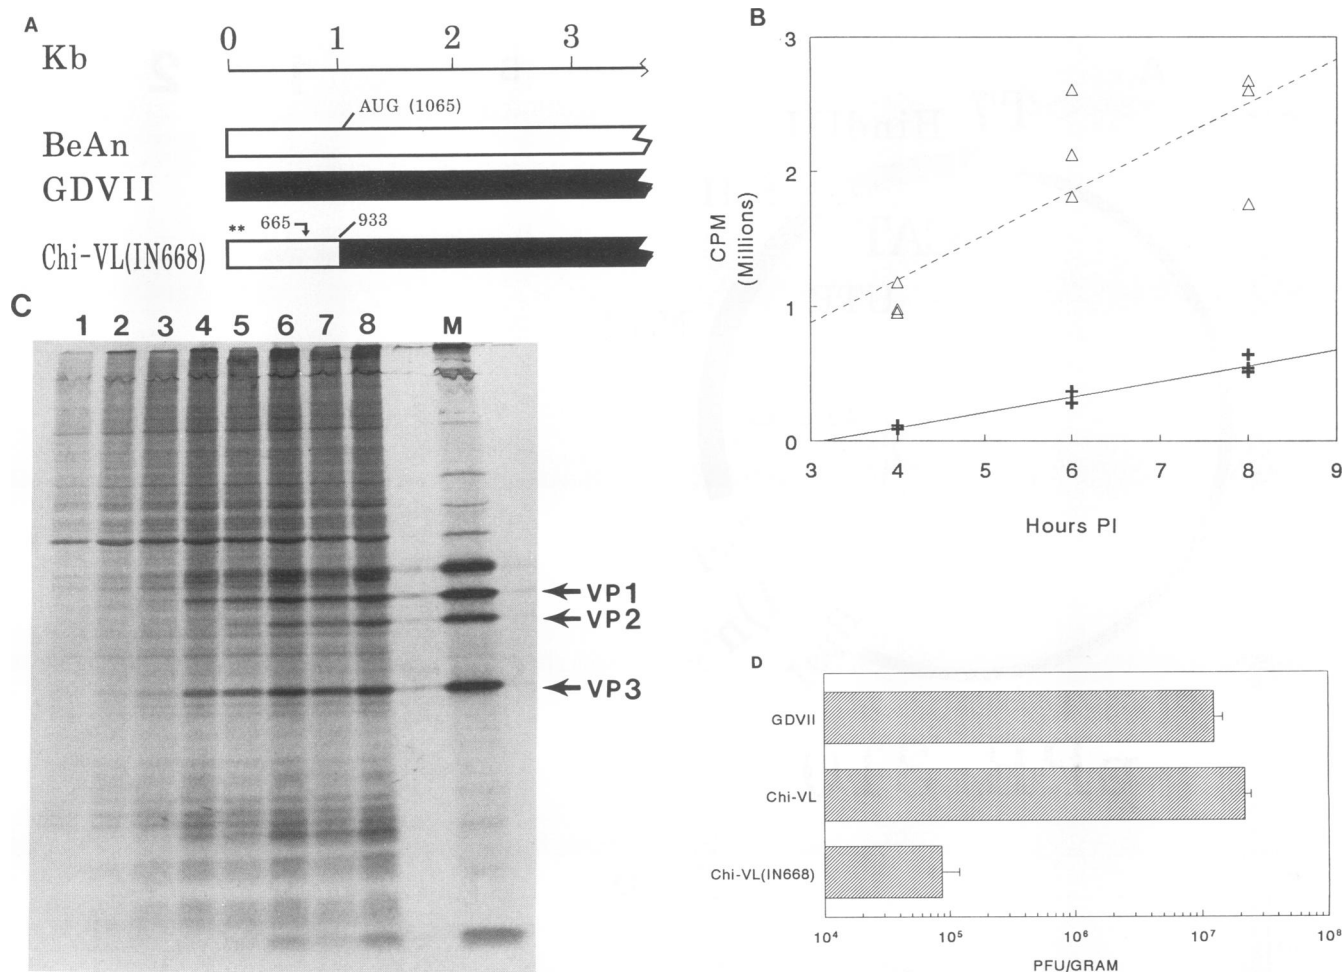 A
Kb
0 1 2 3
AUG (1065)
BeAn
GDVII
** 665 933
Chi-VL(IN668)
B
3
2
1
0
CPM
(Millions)
3 4 5 6 7 8 9
Hours PI
C
1 2 3 4 5 6 7 8 M
VP1
VP2
VP3
D
GDVII
Chi-VL
Chi-VL(IN668)
10⁴ 10⁵ 10⁶ 10⁷ 10⁸
PFU/GRAM